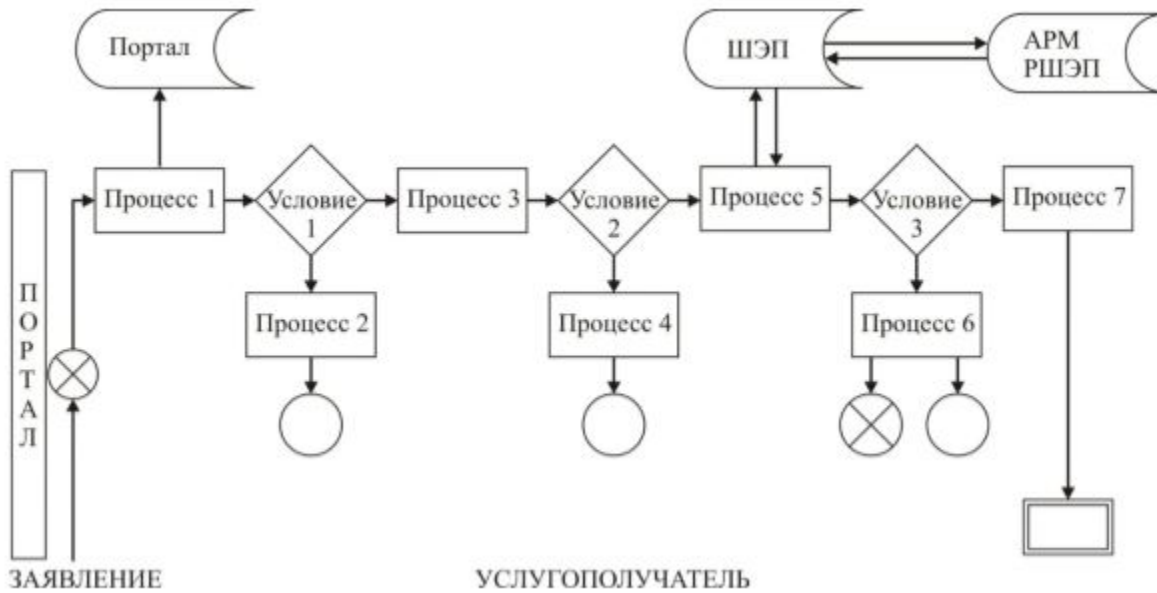 Портал
ШЭП
АРМ
РШЭП
Процесс 1
Условие
1
Процесс 3
Условие
2
Процесс 5
Условие
3
Процесс 7
Процесс 2
Процесс 4
Процесс 6
ПОРТАЛ
ЗАЯВЛЕНИЕ
УСЛУГОПОЛУЧАТЕЛЬ